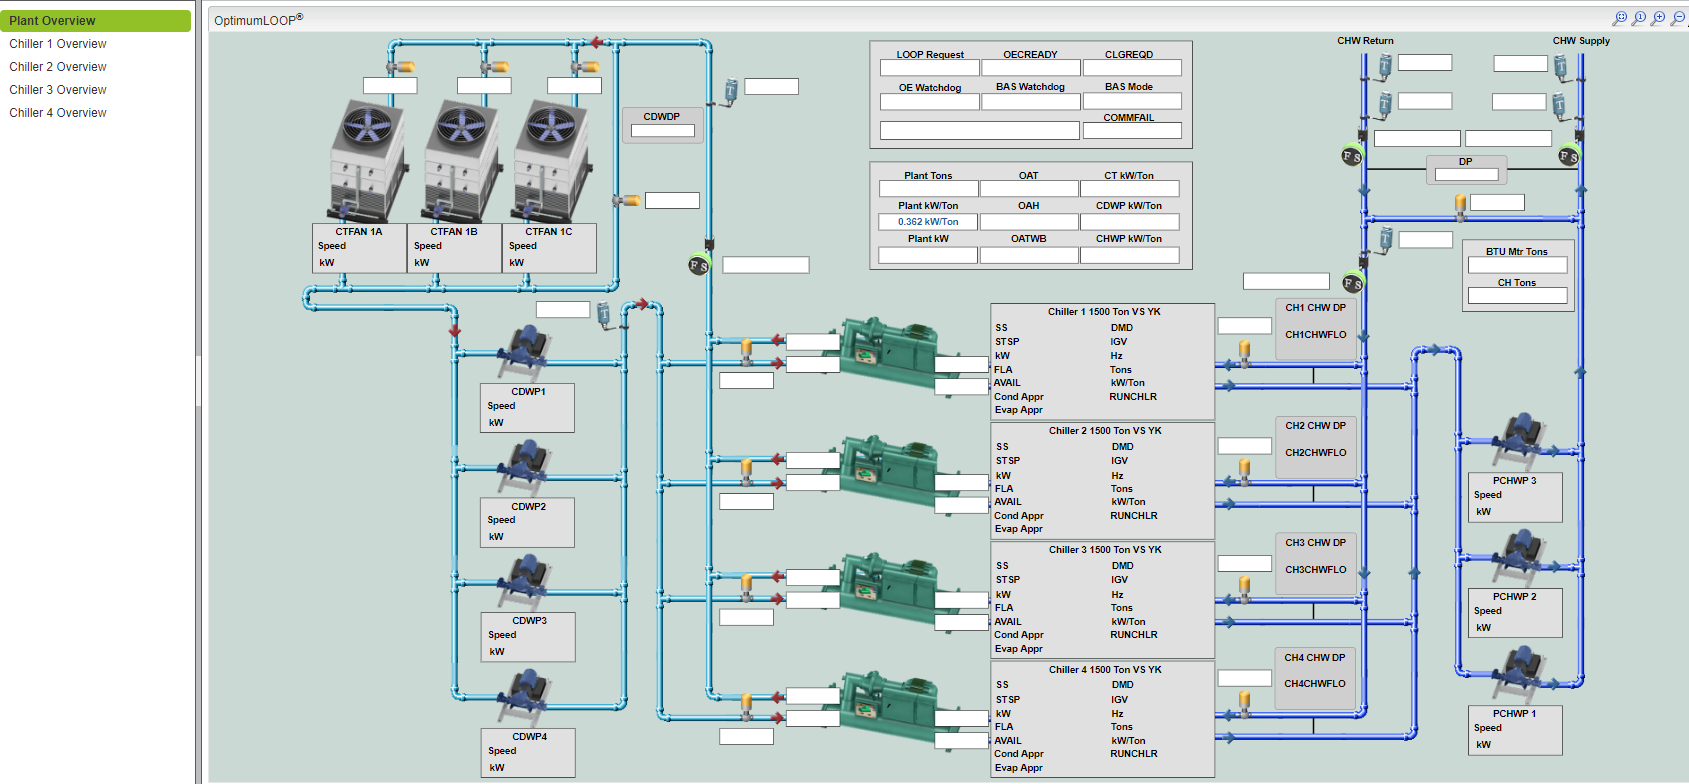 Plant Overview
Chiller 1 Overview
Chiller 2 Overview
Chiller 3 Overview
Chiller 4 Overview
OptimumLOOP®
CHW Return
CHW Supply
LOOP Request OECREADY CLGREQD
OE Watchdog BAS Watchdog BAS Mode
COMMFAIL
CDWDP
T
T
T
T
T
F S
F S
DP
Plant Tons OAT CT kW/Ton
Plant kW/Ton OAH CDWP kW/Ton
0.362 kW/Ton
Plant kW OATWB CHWP kW/Ton
CTFAN 1A
Speed
kW
CTFAN 1B
Speed
kW
CTFAN 1C
Speed
kW
T
BTU Mtr Tons
CH Tons
F S
F S
T
Chiller 1 1500 Ton VS YK
SS DMD
STSP IGV
kW Hz
FLA Tons
AVAIL kW/Ton
Cond Appr RUNCHLR
Evap Appr
CH1 CHW DP
CH1CHWFLO
CDWP1
Speed
kW
Chiller 2 1500 Ton VS YK
SS DMD
STSP IGV
kW Hz
FLA Tons
AVAIL kW/Ton
Cond Appr RUNCHLR
Evap Appr
CH2 CHW DP
CH2CHWFLO
CDWP2
Speed
kW
PCHWP 3
Speed
kW
Chiller 3 1500 Ton VS YK
SS DMD
STSP IGV
kW Hz
FLA Tons
AVAIL kW/Ton
Cond Appr RUNCHLR
Evap Appr
CH3 CHW DP
CH3CHWFLO
CDWP3
Speed
kW
PCHWP 2
Speed
kW
Chiller 4 1500 Ton VS YK
SS DMD
STSP IGV
kW Hz
FLA Tons
AVAIL kW/Ton
Cond Appr RUNCHLR
Evap Appr
CH4 CHW DP
CH4CHWFLO
CDWP4
Speed
kW
PCHWP 1
Speed
kW